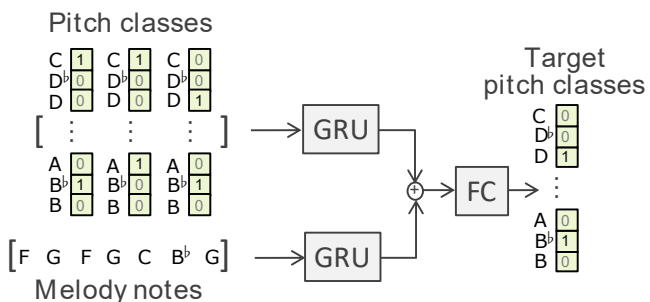 Pitch classes
C 1 C 1 C 0
D♭ 0 D♭ 0 D♭ 0
D 0 D 0 D 1
[ ⋮ ⋮ ⋮ ]
A 0 A 1 A 0
B♭ 1 B♭ 0 B♭ 1
B 0 B 0 B 0
GRU
[F G F G C B♭ G]
Melody notes
GRU
+
FC
Target
pitch classes
C 0
D♭ 0
D 1
⋮
A 0
B♭ 1
B 0